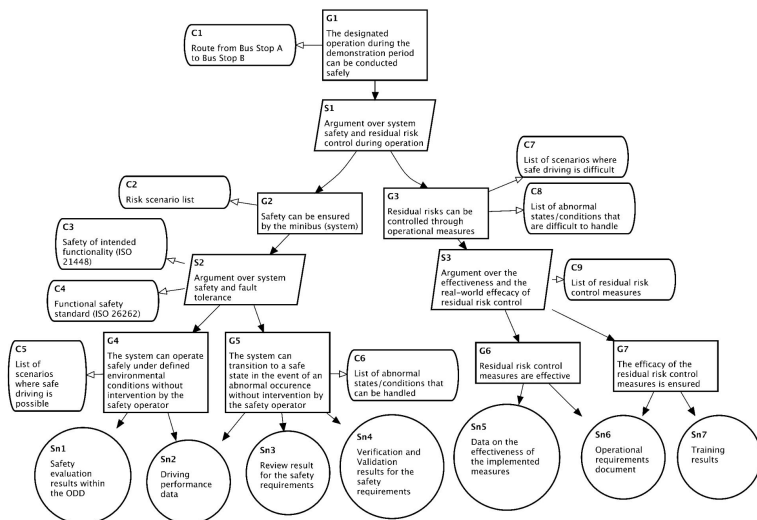 G1
The designated
operation during the
demonstration period
can be conducted
safely
C1
Route from Bus Stop A
to Bus Stop B
S1
Argument over system
safety and residual risk
control during operation
C7
List of scenarios where
safe driving is difficult
C2
Risk scenario list
G2
Safety can be ensured
by the minibus (system)
G3
Residual risks can be
controlled through
operational measures
C8
List of abnormal
states/conditions that
are difficult to handle
C3
Safety of intended
functionality (ISO
21448)
S2
Argument over system
safety and fault
tolerance
S3
Argument over the
effectiveness and the
real-world efficacy of
residual risk control
C9
List of residual risk
control measures
C4
Functional safety
standard (ISO 26262)
C5
List of
scenarios
where safe
driving is
possible
G4
The system can operate
safely under defined
environmental
conditions without
intervention by the
safety operator
G5
The system can
transition to a safe
state in the event of an
abnormal occurence
without intervention by
the safety operator
C6
List of abnormal
states/conditions that
can be handled
G6
Residual risk control
measures are effective
G7
The efficacy of the
residual risk control
measures is ensured
Sn1
Safety
evaluation
results within
the ODD
Sn2
Driving
performance
data
Sn3
Review result
for the safety
requirements
Sn4
Verification and
Validation
results for the
safety
requirements
Sn5
Data on the
effectiveness of
the implemented
measures
Sn6
Operational
requirements
document
Sn7
Training
results